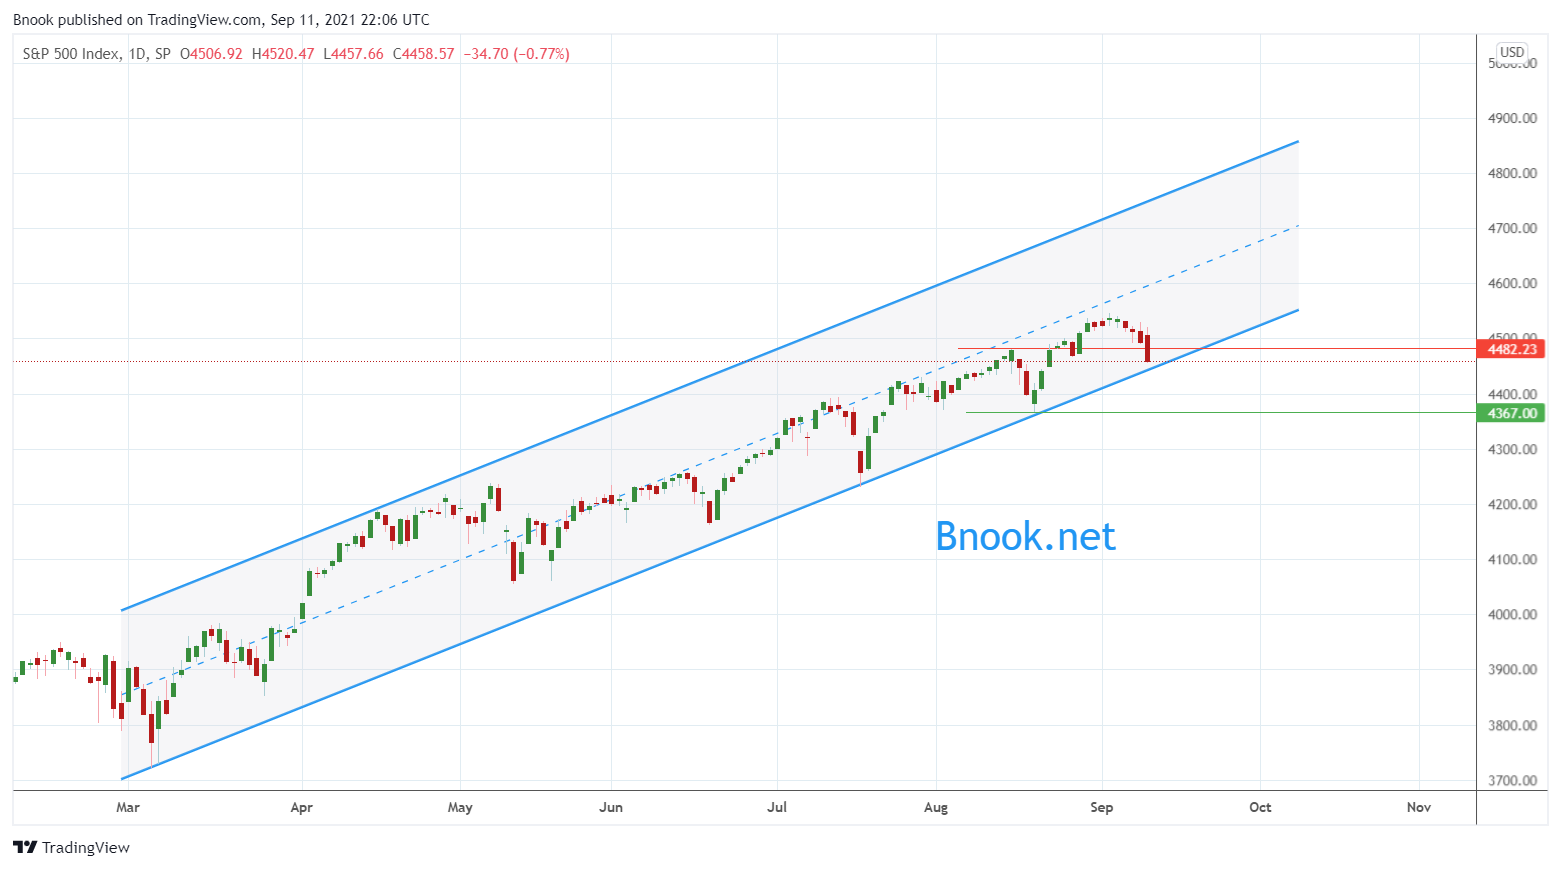 Bnook published on TradingView.com, Sep 11, 2021 22:06 UTC
S&P 500 Index, 1D, SP O4506.92 H4520.47 L4457.66 C4458.57 −34.70 (−0.77%)
USD
4900.00
4800.00
4700.00
4600.00
4500.00
4482.23
4400.00
4367.00
4300.00
4200.00
Bnook.net
4100.00
4000.00
3900.00
3800.00
3700.00
Mar Apr May Jun Jul Aug Sep Oct Nov
TradingView